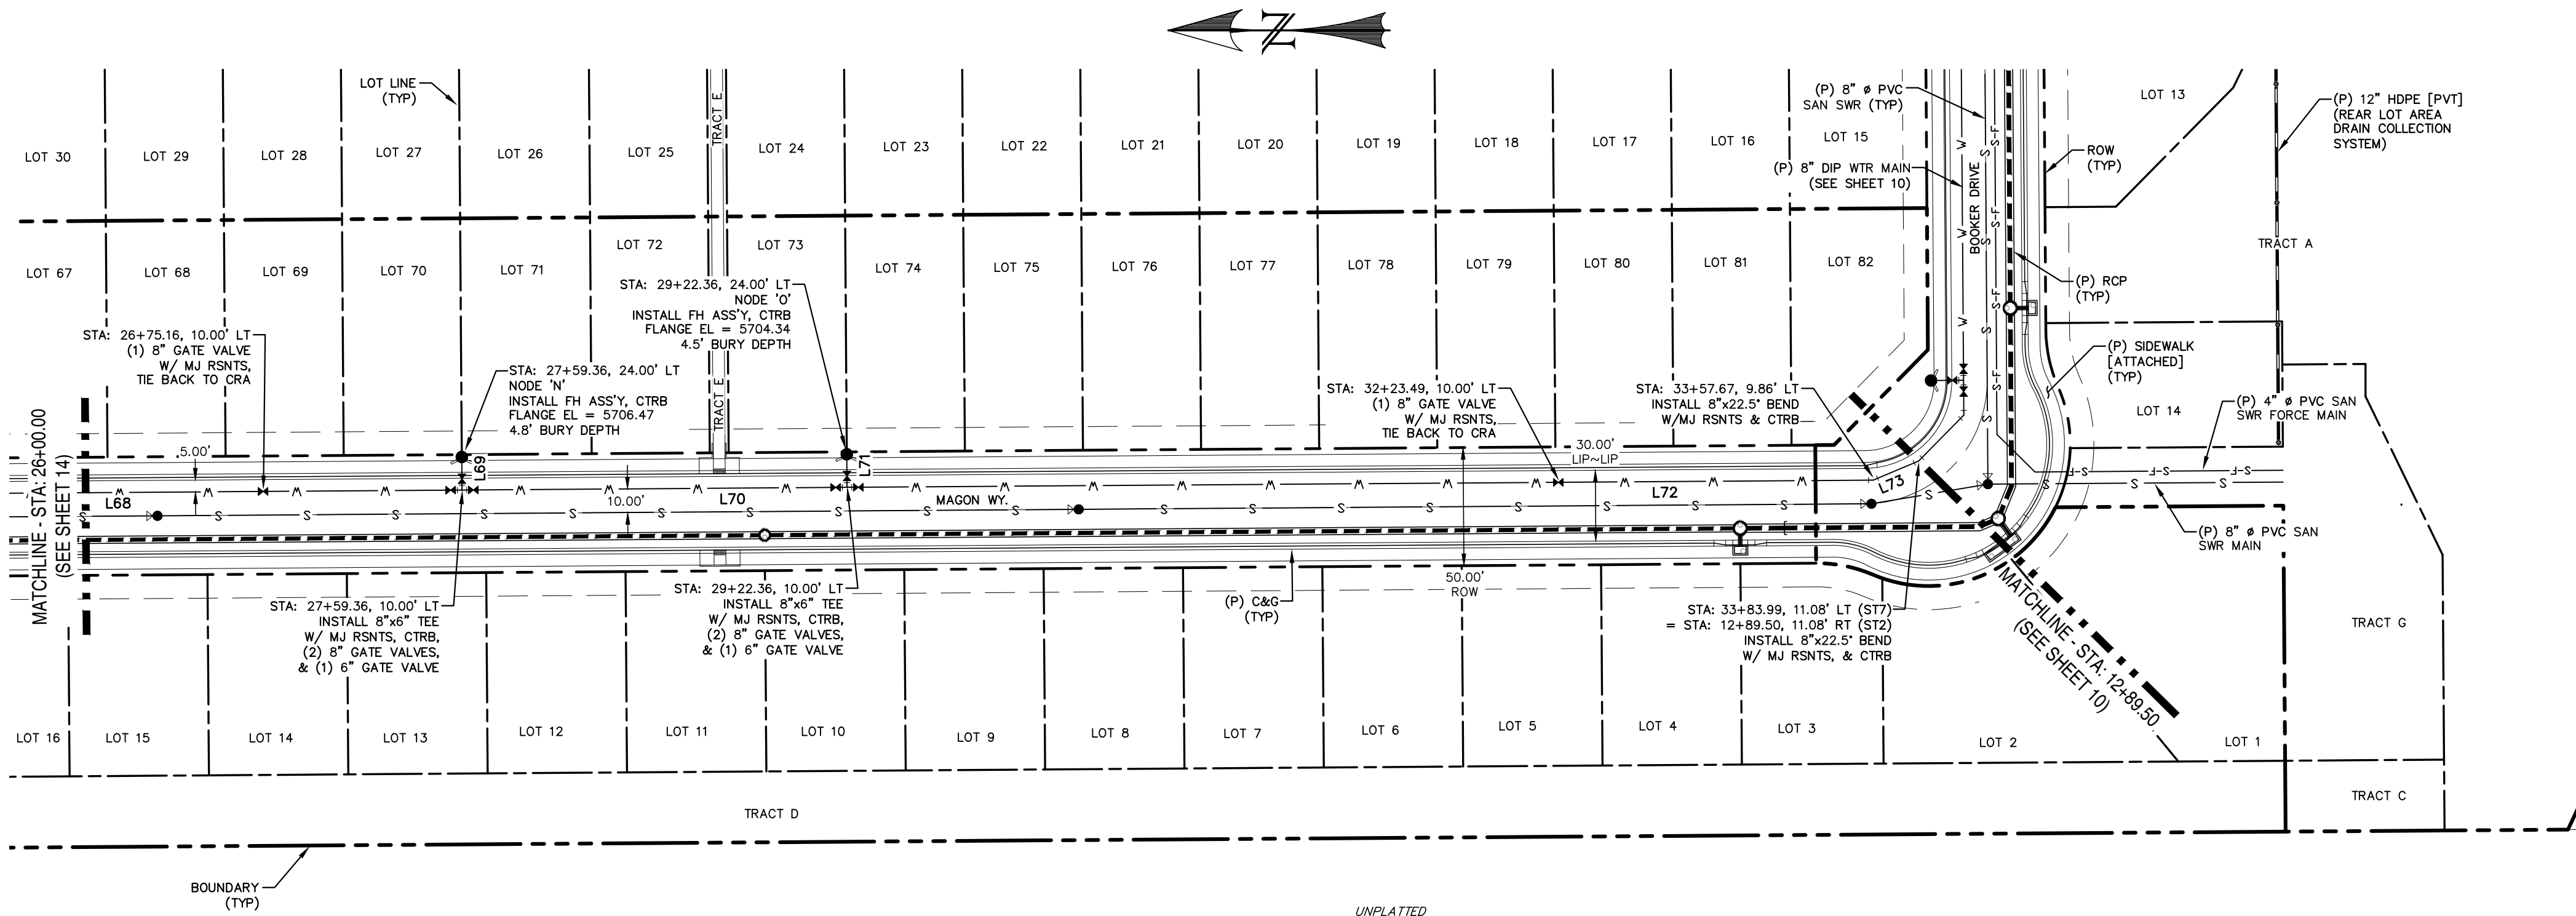 N
LOT LINE
(TYP)
LOT 30
LOT 29
LOT 28
LOT 27
LOT 26
LOT 25
TRACT E
LOT 24
LOT 23
LOT 22
LOT 21
LOT 20
LOT 19
LOT 18
LOT 17
LOT 16
LOT 15
(P) 8" ø PVC
SAN SWR (TYP)
(P) 8" DIP WTR MAIN
(SEE SHEET 10)
BOOKER DRIVE
LOT 13
ROW
(TYP)
(P) 12" HDPE [PVT]
(REAR LOT AREA
DRAIN COLLECTION
SYSTEM)
TRACT A
(P) RCP
(TYP)
(P) SIDEWALK
[ATTACHED]
(TYP)
LOT 14
(P) 4" ø PVC SAN
SWR FORCE MAIN
(P) 8" ø PVC SAN
SWR MAIN
LOT 67
LOT 68
LOT 69
LOT 70
LOT 71
LOT 72
LOT 73
LOT 74
LOT 75
LOT 76
LOT 77
LOT 78
LOT 79
LOT 80
LOT 81
LOT 82
STA: 26+75.16, 10.00' LT
(1) 8" GATE VALVE
W/ MJ RSNTS,
TIE BACK TO CRA
STA: 27+59.36, 24.00' LT
NODE 'N'
INSTALL FH ASS'Y, CTRB
FLANGE EL = 5706.47
4.8' BURY DEPTH
STA: 29+22.36, 24.00' LT
NODE 'O'
INSTALL FH ASS'Y, CTRB
FLANGE EL = 5704.34
4.5' BURY DEPTH
TRACT E
STA: 32+23.49, 10.00' LT
(1) 8" GATE VALVE
W/ MJ RSNTS,
TIE BACK TO CRA
STA: 33+57.67, 9.86' LT
INSTALL 8"x22.5° BEND
W/MJ RSNTS & CTRB
MATCHLINE - STA: 26+00.00
(SEE SHEET 14)
5.00'
L68
L69
10.00'
L70
L71
MAGON WY.
30.00'
LIP~LIP
L72
L73
W W W W W W W W W W W W W W W W W W W W
S S S S S S S S S S S S S S S S S S S S
W W W W
S S S S
S-F S-F S-F S-F S-F
S-F S-F S-F
S S S
50.00'
ROW
(P) C&G
(TYP)
STA: 27+59.36, 10.00' LT
INSTALL 8"x6" TEE
W/ MJ RSNTS, CTRB,
(2) 8" GATE VALVES,
& (1) 6" GATE VALVE
STA: 29+22.36, 10.00' LT
INSTALL 8"x6" TEE
W/ MJ RSNTS, CTRB,
(2) 8" GATE VALVES,
& (1) 6" GATE VALVE
STA: 33+83.99, 11.08' LT (ST7)
= STA: 12+89.50, 11.08' RT (ST2)
INSTALL 8"x22.5° BEND
W/ MJ RSNTS, & CTRB
MATCHLINE - STA: 12+89.50
(SEE SHEET 10)
TRACT G
LOT 16
LOT 15
LOT 14
LOT 13
LOT 12
LOT 11
LOT 10
LOT 9
LOT 8
LOT 7
LOT 6
LOT 5
LOT 4
LOT 3
LOT 2
LOT 1
TRACT D
TRACT C
BOUNDARY
(TYP)
UNPLATTED